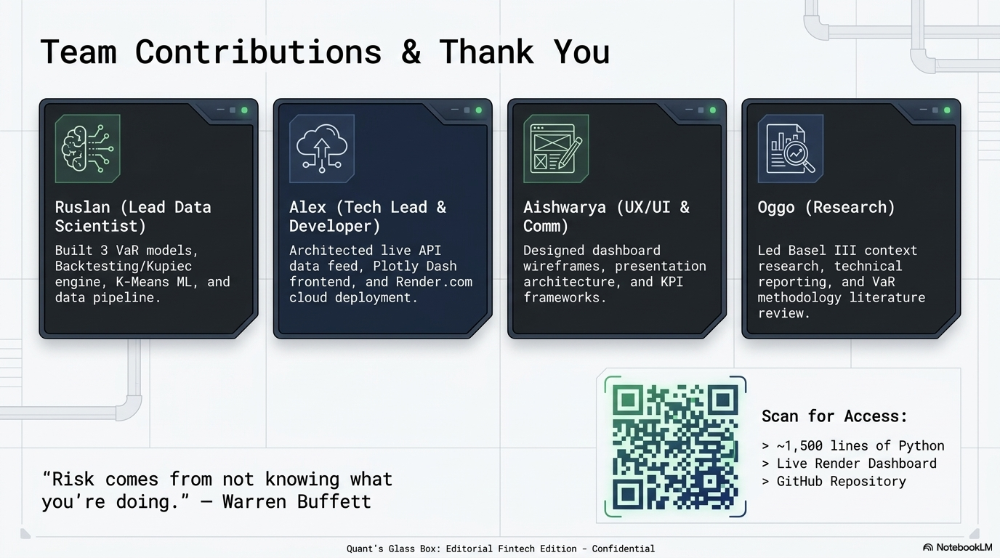 Team Contributions & Thank You
Ruslan (Lead Data
Scientist)
Built 3 VaR models,
Backtesting/Kupiec
engine, K-Means ML, and
data pipeline.
Alex (Tech Lead &
Developer)
Architected live API
data feed, Plotly Dash
frontend, and Render.com
cloud deployment.
Aishwarya (UX/UI &
Comm)
Designed dashboard
wireframes, presentation
architecture, and KPI
frameworks.
Oggo (Research)
Led Basel III context
research, technical
reporting, and VaR
methodology literature
review.
“Risk comes from not knowing what
you’re doing.” — Warren Buffett
Scan for Access:
> ~1,500 lines of Python
> Live Render Dashboard
> GitHub Repository
Quant's Glass Box: Editorial Fintech Edition - Confidential
NotebookLM